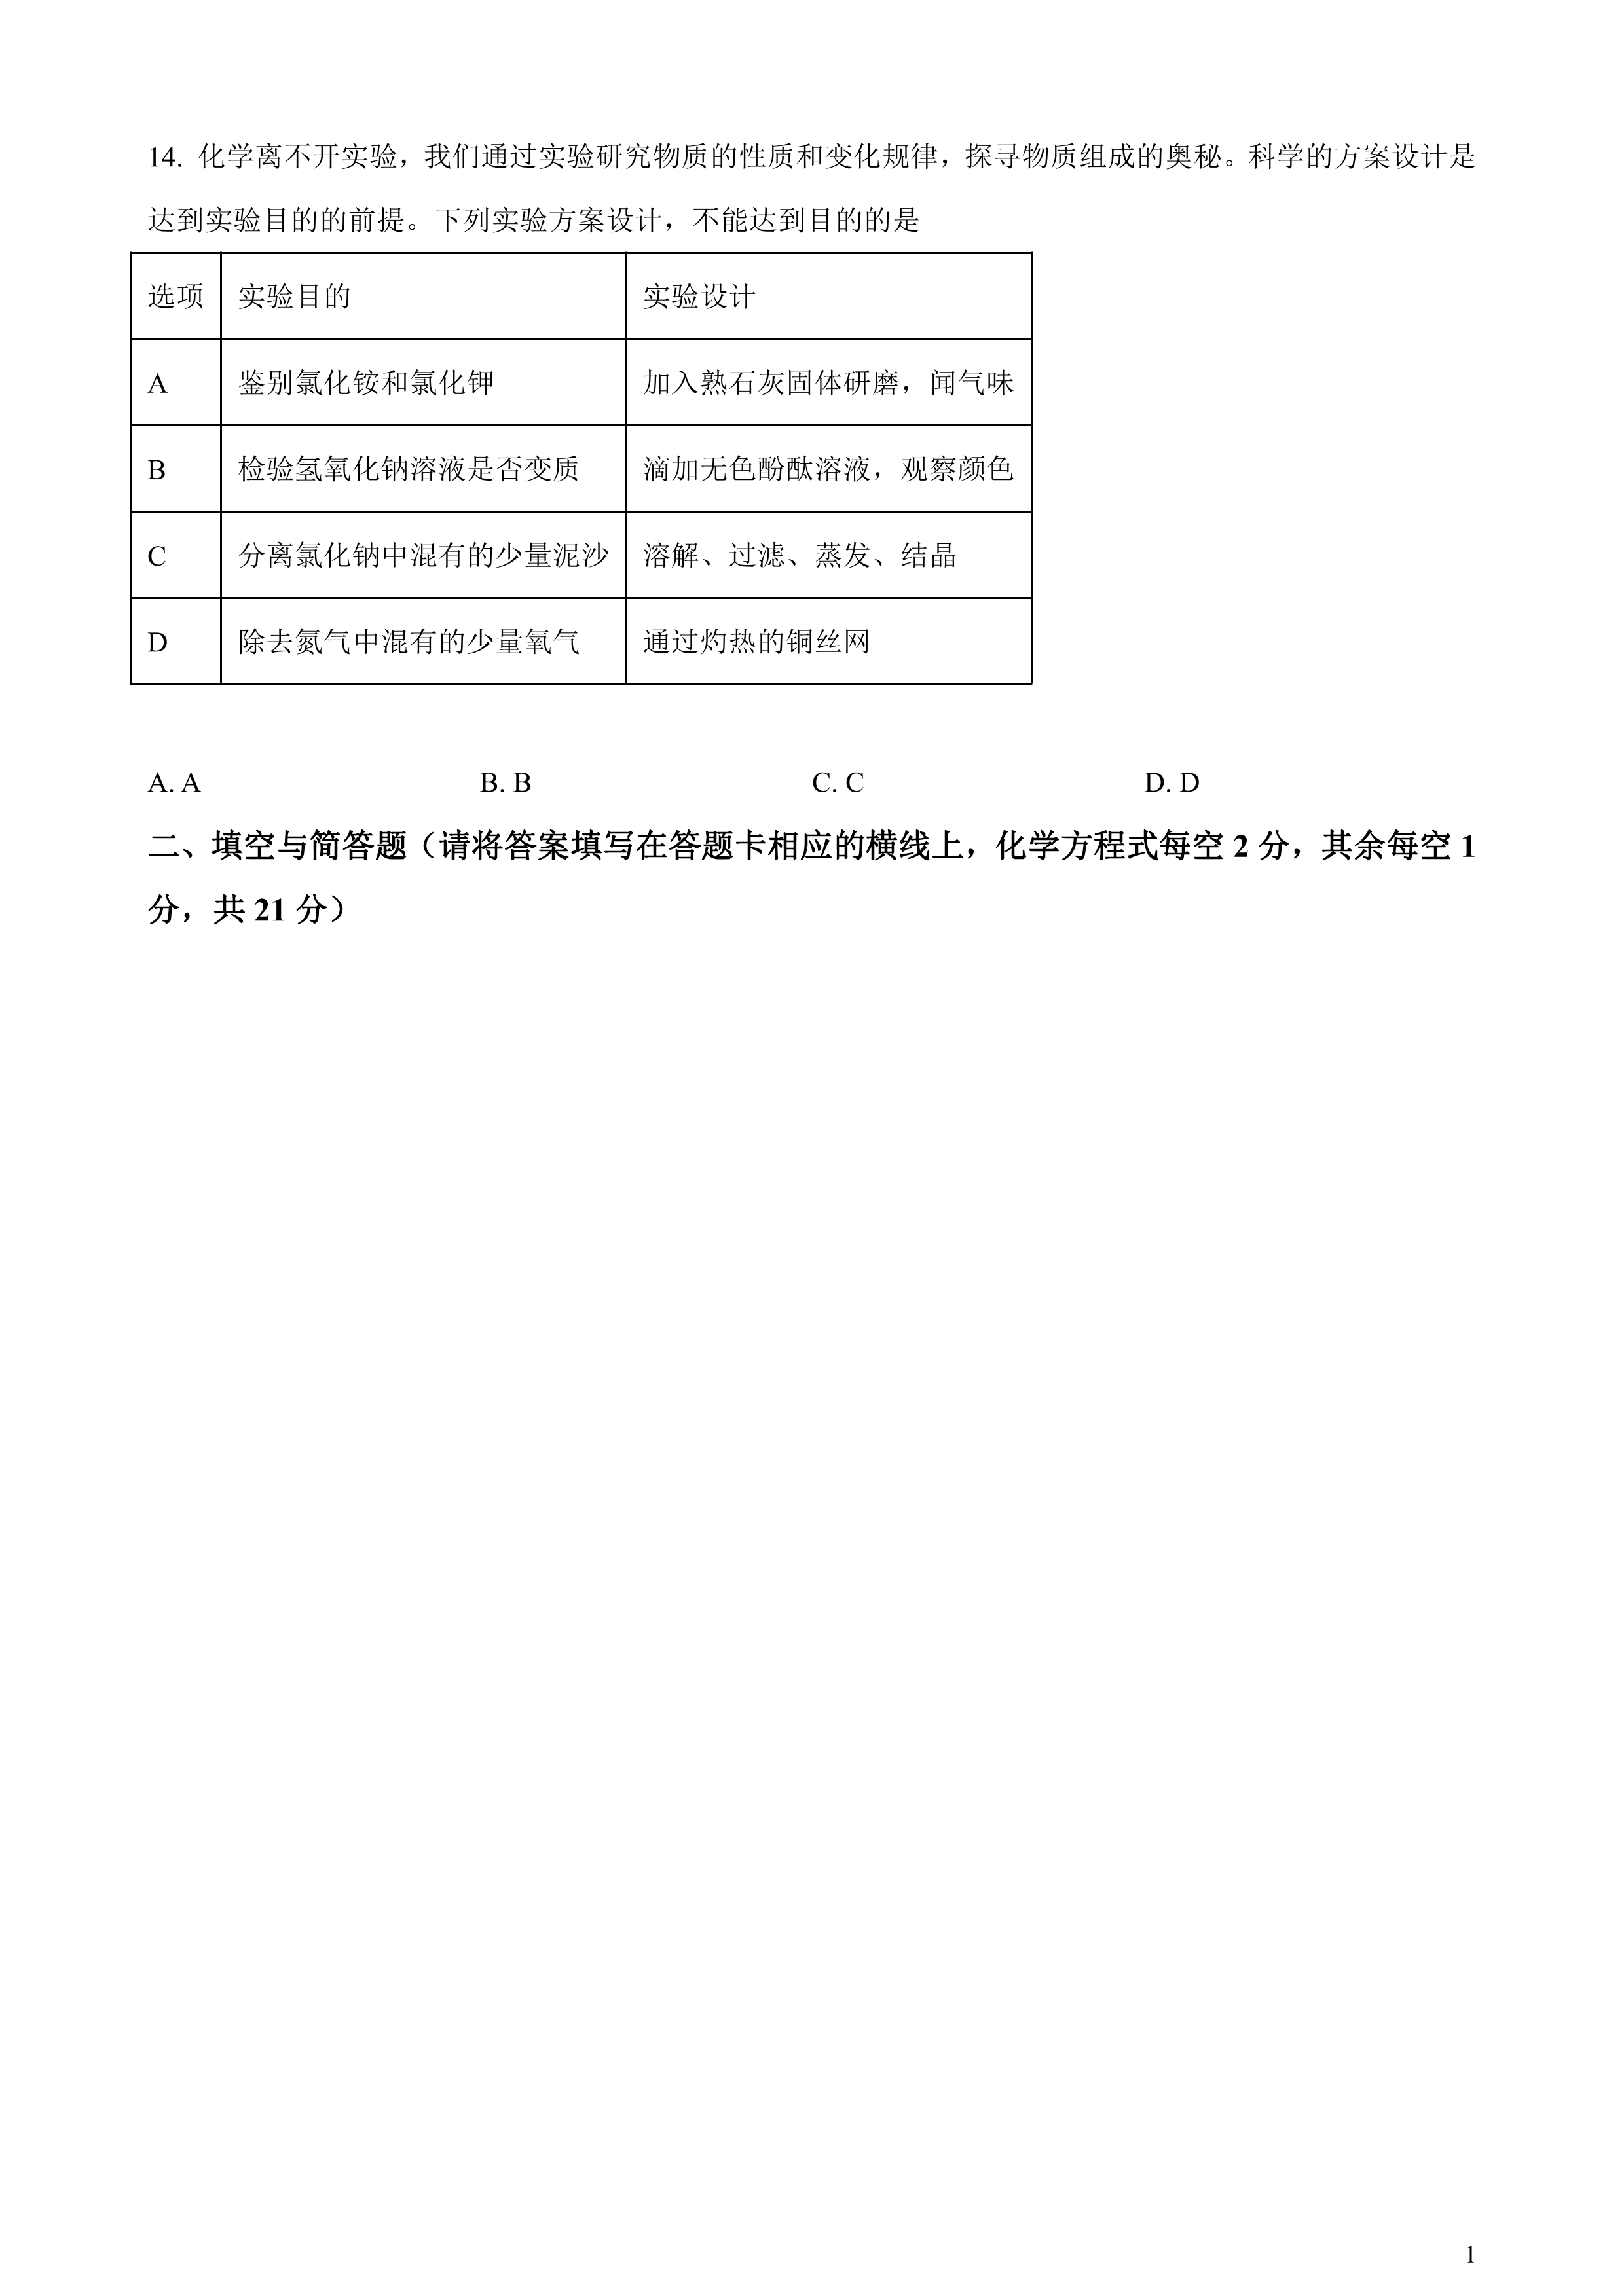 14. 化学离不开实验，我们通过实验研究物质的性质和变化规律，探寻物质组成的奥秘。科学的方案设计是
达到实验目的的前提。下列实验方案设计，不能达到目的的是
选项 实验目的 实验设计
A 鉴别氯化铵和氯化钾 加入熟石灰固体研磨，闻气味
B 检验氢氧化钠溶液是否变质 滴加无色酚酞溶液，观察颜色
C 分离氯化钠中混有的少量泥沙 溶解、过滤、蒸发、结晶
D 除去氮气中混有的少量氧气 通过灼热的铜丝网
A. A B. B C. C D. D
二、填空与简答题（请将答案填写在答题卡相应的横线上，化学方程式每空 2 分，其余每空 1
分，共 21 分）
1